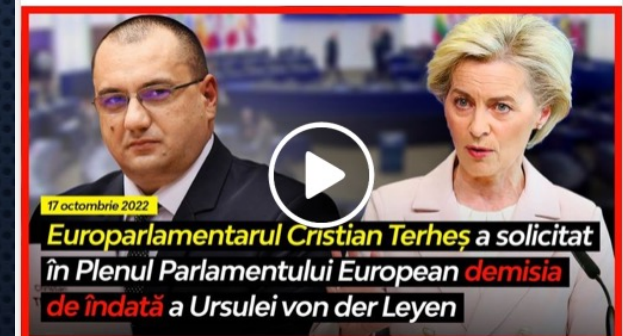 17 octombrie 2022
Europarlamentarul Cristian Terheș a solicitat
în Plenul Parlamentului European demisia
de îndată a Ursulei von der Leyen